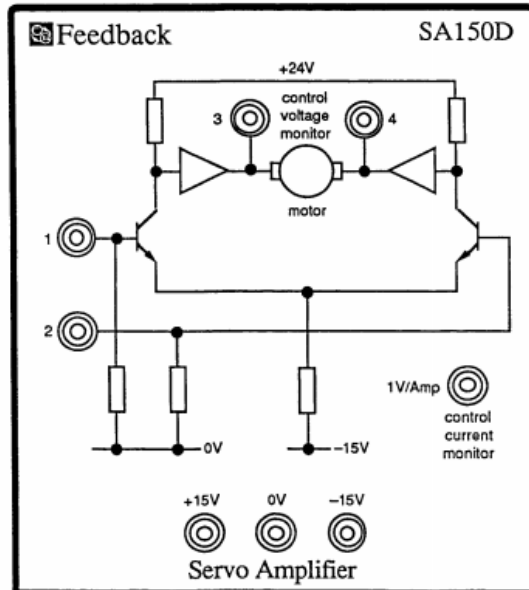 Feedback SA150D
+24V
control
voltage
monitor
3
4
motor
1
2
1V/Amp
control
current
monitor
0V
–15V
+15V 0V –15V
Servo Amplifier